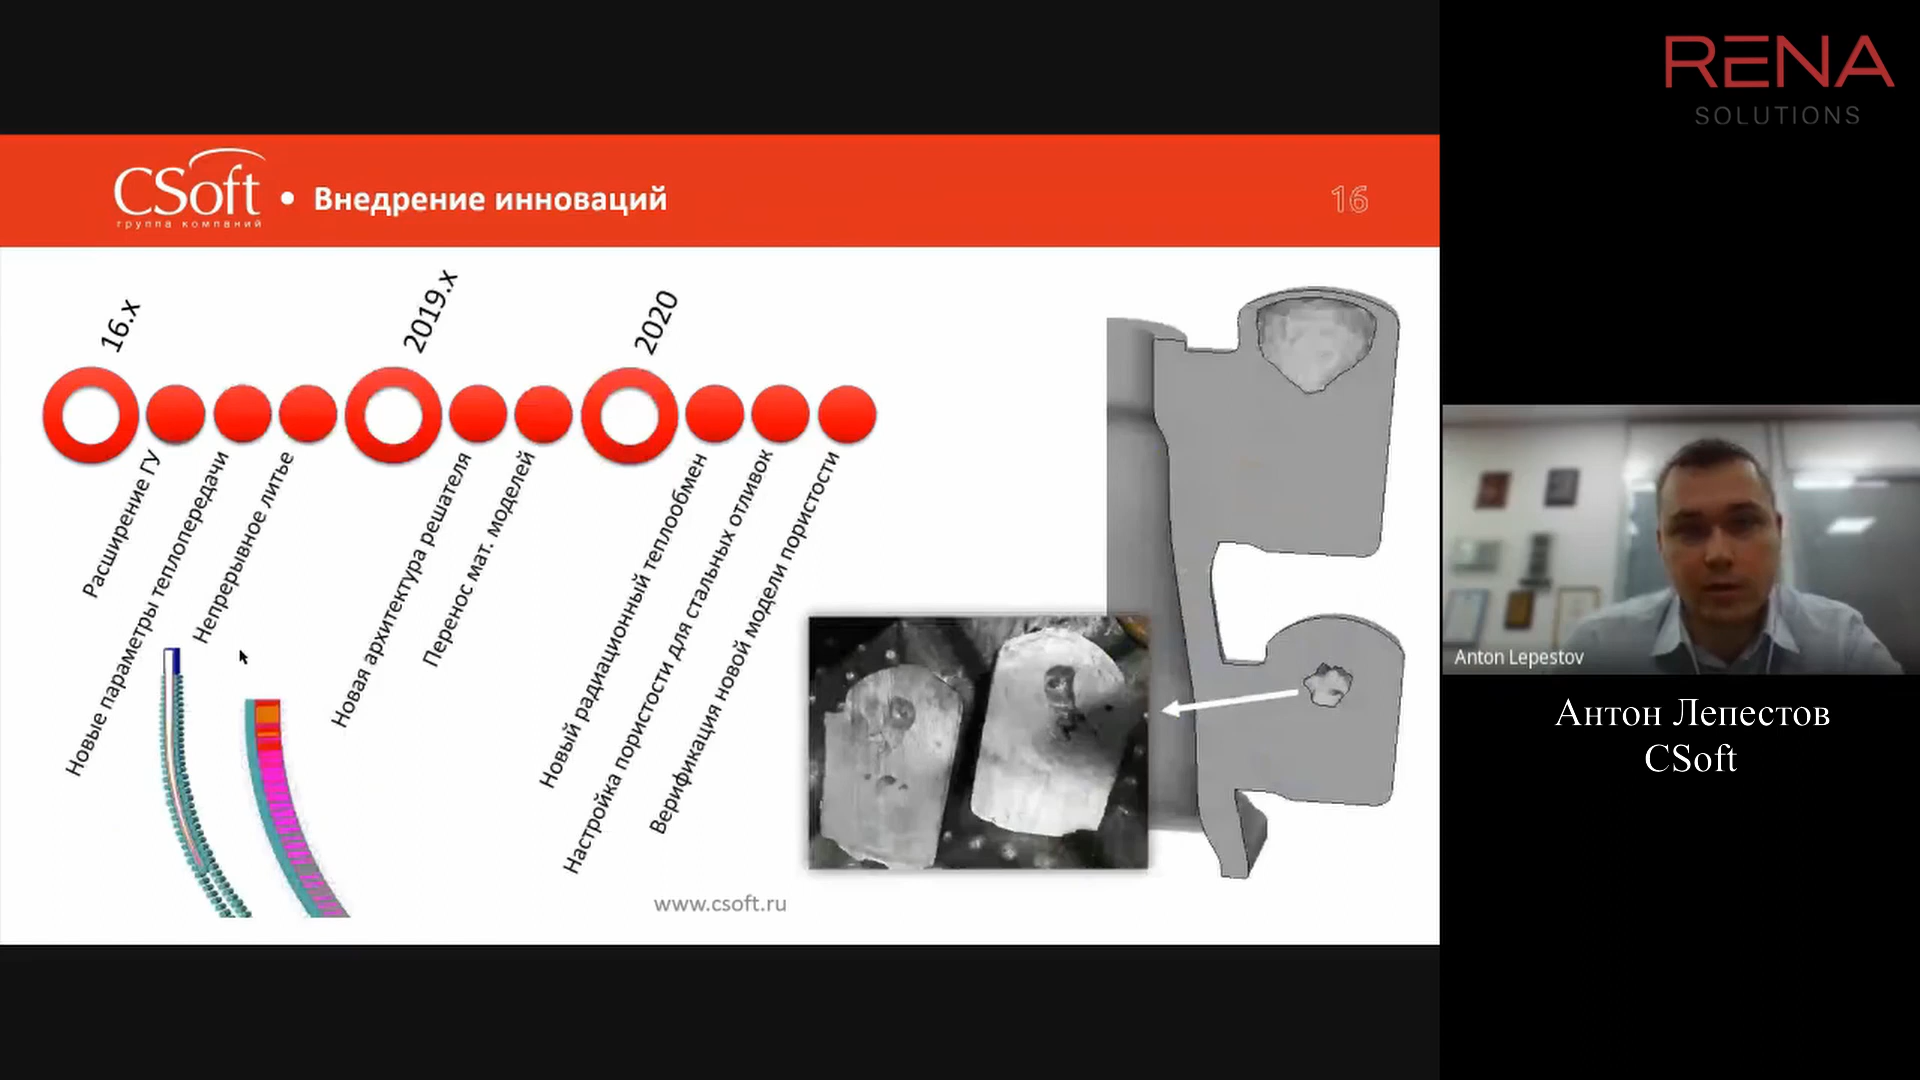 RENA
SOLUTIONS
CSoft
группа компаний
• Внедрение инноваций
16
16.x
2019.x
2020
Расширение ГУ
Новые параметры теплопередачи
Непрерывное литье
Новая архитектура решателя
Перенос мат. моделей
Новый радиационный теплообмен
Настройка пористости для стальных отливок
Верификация новой модели пористости
www.csoft.ru
Anton Lepestov
Антон Лепестов
CSoft